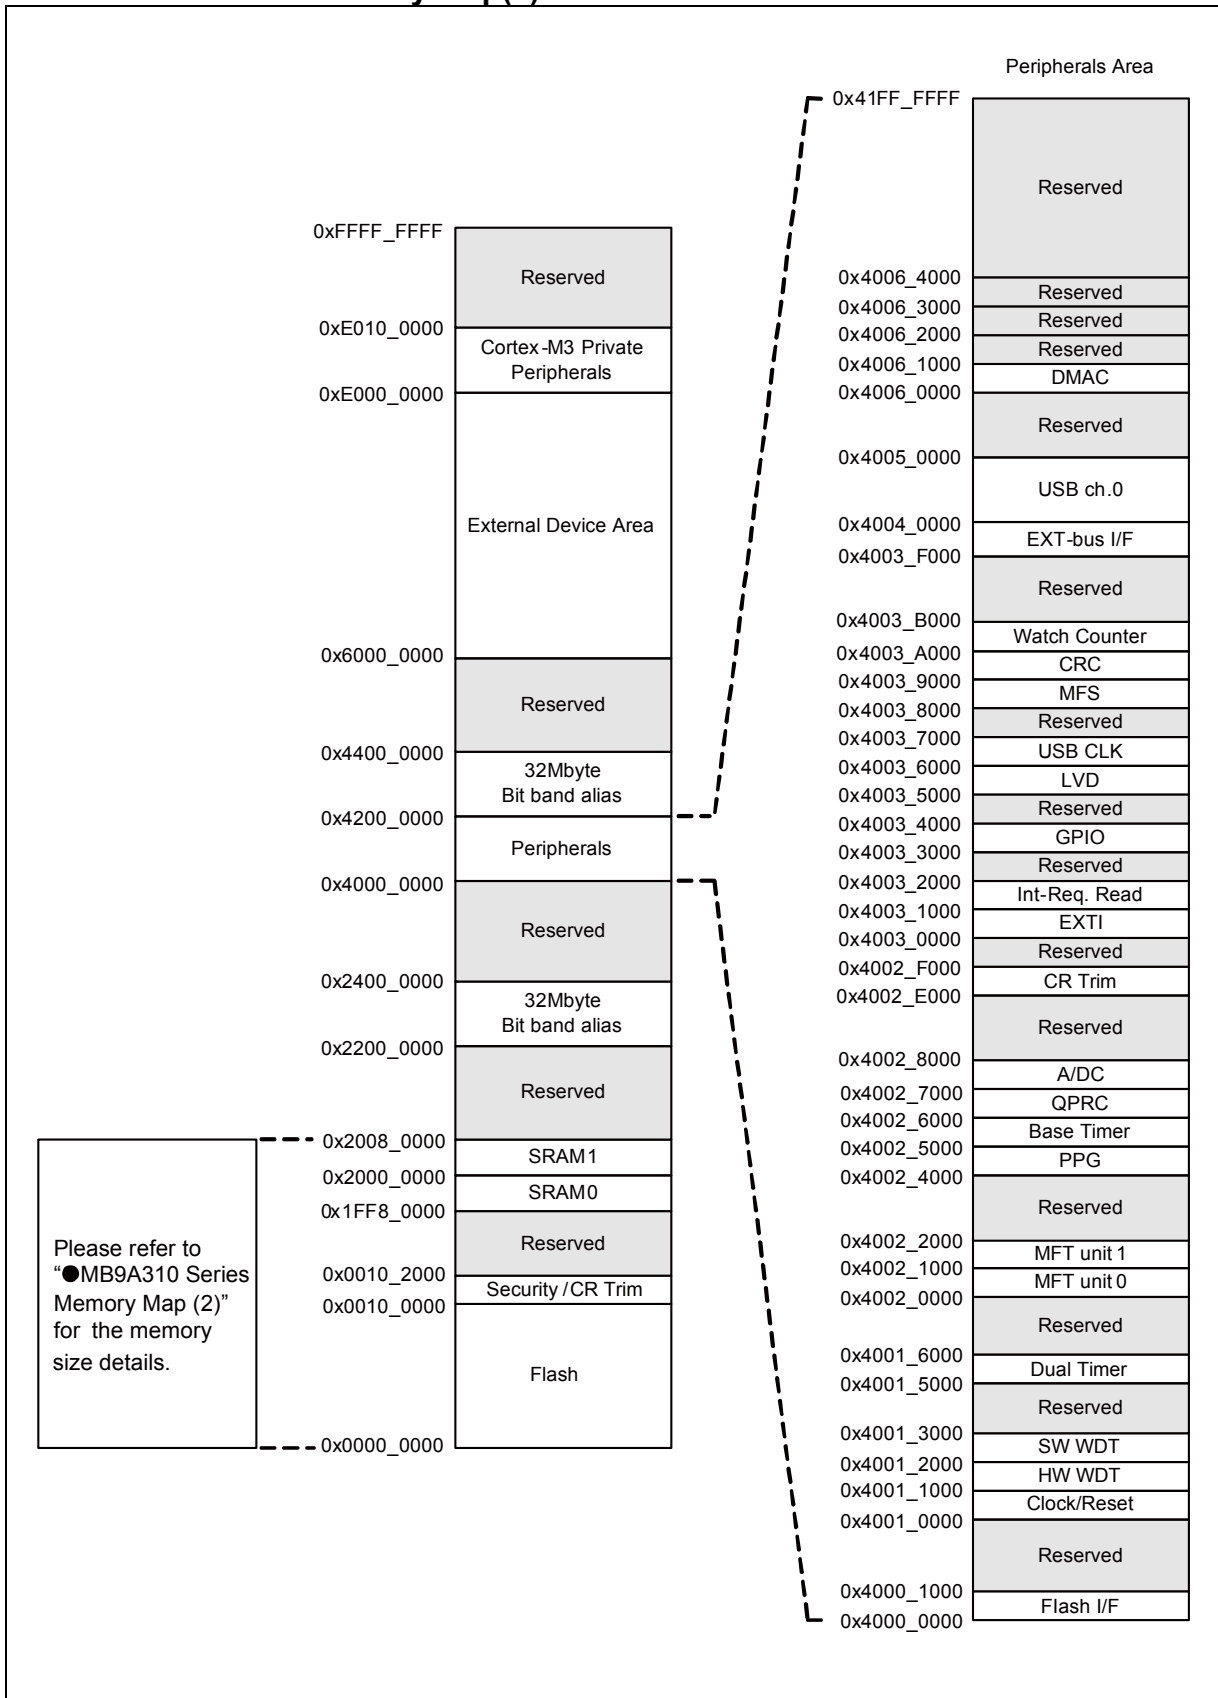 Peripherals Area
0x41FF_FFFF
Reserved
0x4006_4000
Reserved
0x4006_3000
Reserved
0x4006_2000
Reserved
0x4006_1000
DMAC
0x4006_0000
Reserved
0x4005_0000
USB ch.0
0x4004_0000
EXT-bus I/F
0x4003_F000
Reserved
0x4003_B000
Watch Counter
0x4003_A000
CRC
0x4003_9000
MFS
0x4003_8000
Reserved
0x4003_7000
USB CLK
0x4003_6000
LVD
0x4003_5000
Reserved
0x4003_4000
GPIO
0x4003_3000
Reserved
0x4003_2000
Int-Req. Read
0x4003_1000
EXTI
0x4003_0000
Reserved
0x4002_F000
CR Trim
0x4002_E000
Reserved
0x4002_8000
A/DC
0x4002_7000
QPRC
0x4002_6000
Base Timer
0x4002_5000
PPG
0x4002_4000
Reserved
0x4002_2000
MFT unit 1
0x4002_1000
MFT unit 0
0x4002_0000
Reserved
0x4001_6000
Dual Timer
0x4001_5000
Reserved
0x4001_3000
SW WDT
0x4001_2000
HW WDT
0x4001_1000
Clock/Reset
0x4001_0000
Reserved
0x4000_1000
Flash I/F
0x4000_0000
0xFFFF_FFFF
Reserved
0xE010_0000
Cortex-M3 Private
Peripherals
0xE000_0000
External Device Area
0x6000_0000
Reserved
0x4400_0000
32Mbyte
Bit band alias
0x4200_0000
Peripherals
0x4000_0000
Reserved
0x2400_0000
32Mbyte
Bit band alias
0x2200_0000
Reserved
0x2008_0000
SRAM1
0x2000_0000
SRAM0
0x1FF8_0000
Reserved
0x0010_2000
Security/CR Trim
0x0010_0000
Flash
0x0000_0000
Please refer to
“●MB9A310 Series
Memory Map (2)”
for the memory
size details.